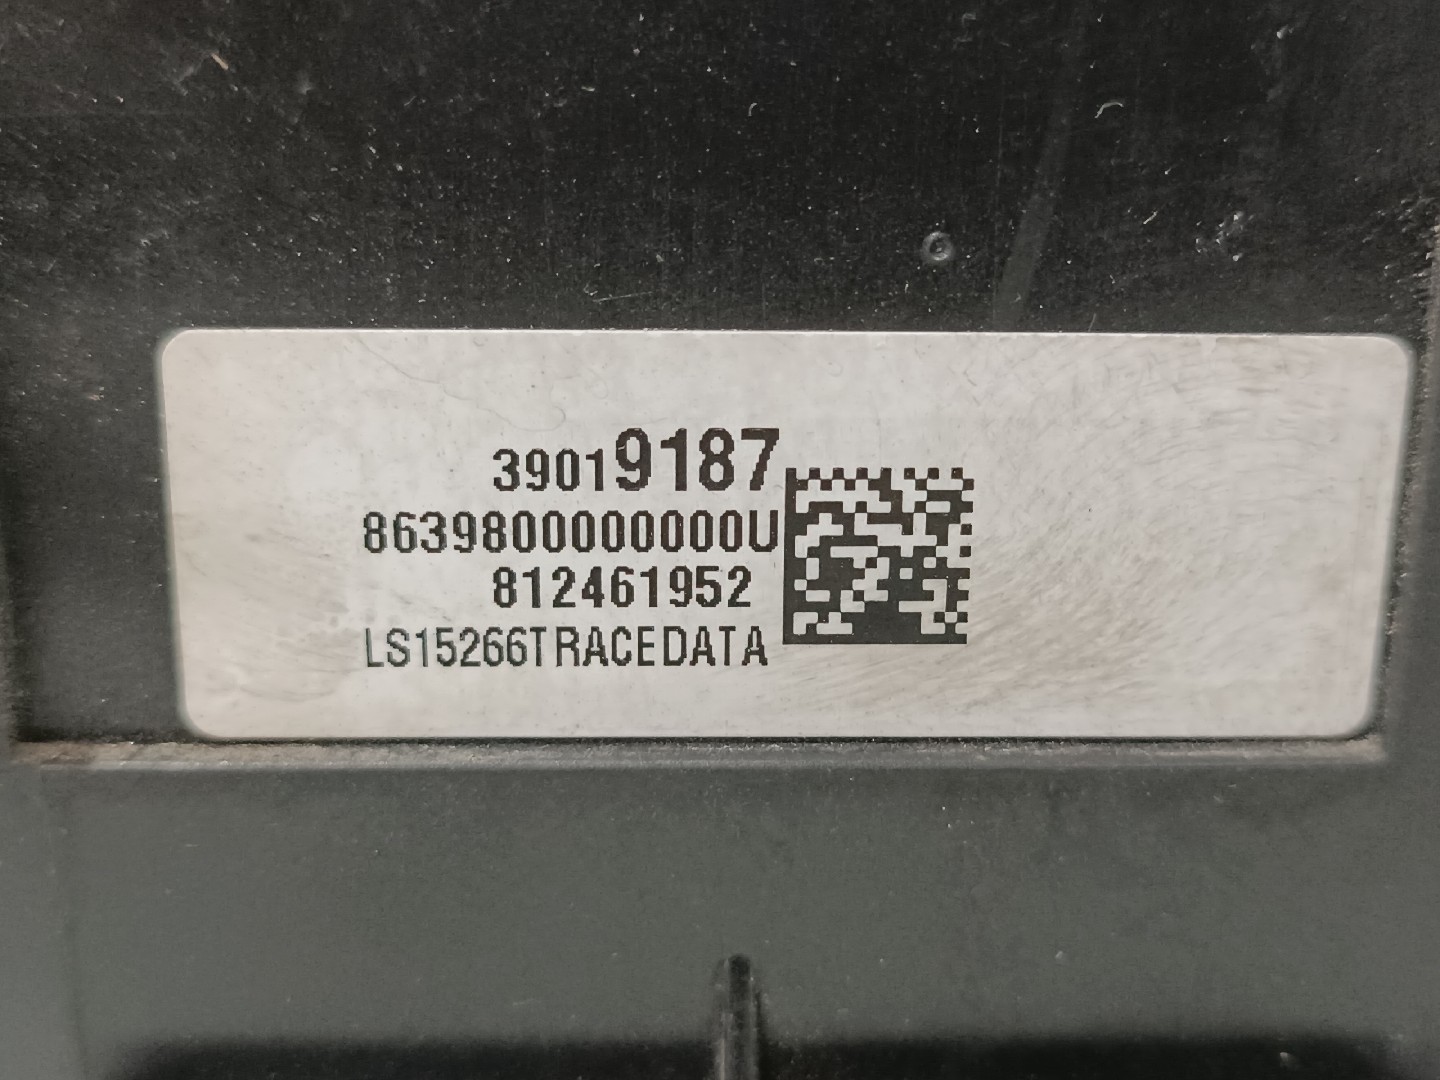 39019187
8639800000000U
812461952
LS15266TRACEDATA